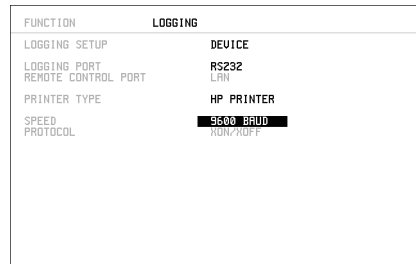 FUNCTION LOGGING
LOGGING SETUP DEVICE
LOGGING PORT RS232
REMOTE CONTROL PORT LAN
PRINTER TYPE HP PRINTER
SPEED 9600 BAUD
PROTOCOL XON/XOFF